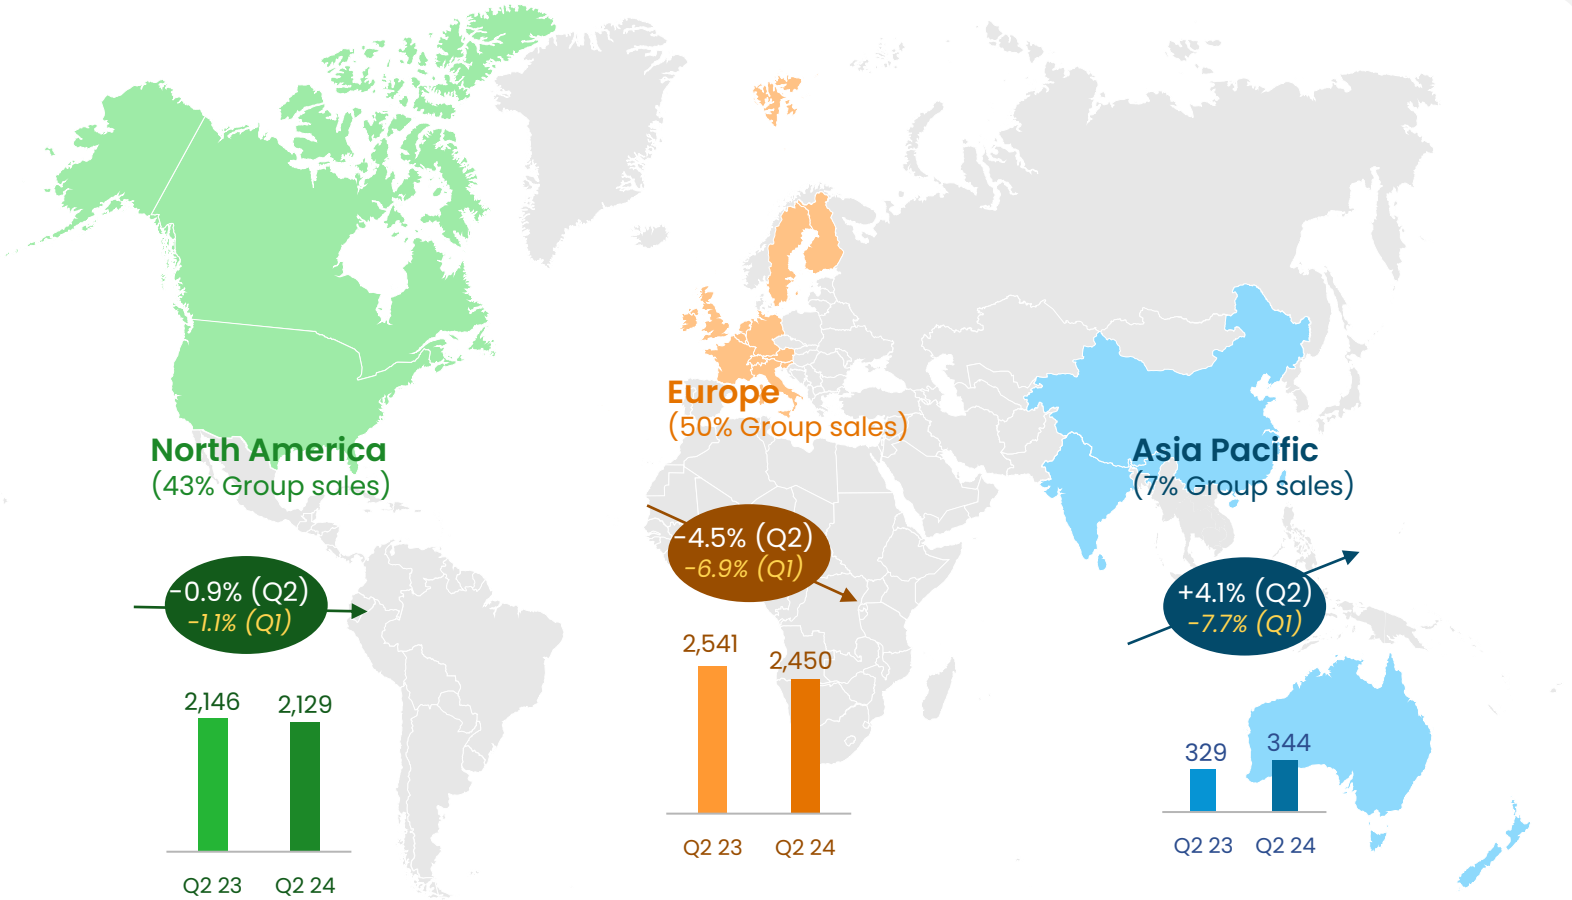 North America
(43% Group sales)
-0.9% (Q2)
-1.1% (Q1)
2,146
2,129
Q2 23
Q2 24
Europe
(50% Group sales)
-4.5% (Q2)
-6.9% (Q1)
2,541
2,450
Q2 23
Q2 24
Asia Pacific
(7% Group sales)
+4.1% (Q2)
-7.7% (Q1)
329
344
Q2 23
Q2 24